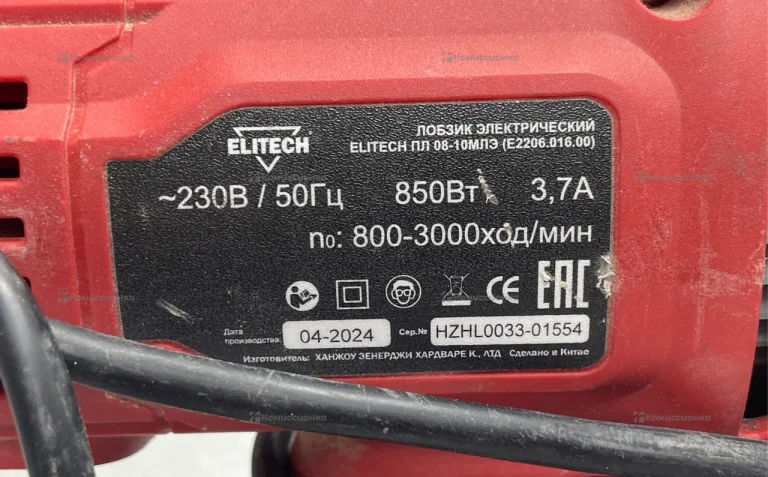 ELITECH
ЛОБЗИК ЭЛЕКТРИЧЕСКИЙ
ELITECH ПЛ 08-10МЛЭ (E2206.016.00)
~230В / 50Гц 850Вт 3,7А
n₀: 800-3000ход/мин
CE EAC
Дата производства: 04-2024 Сер.№ HZHL0033-01554
Изготовитель: ХАНЖОУ ЗЕНЕРДЖИ ХАРДВАРЕ К., ЛТД Сделано в Китае
Комиссионко